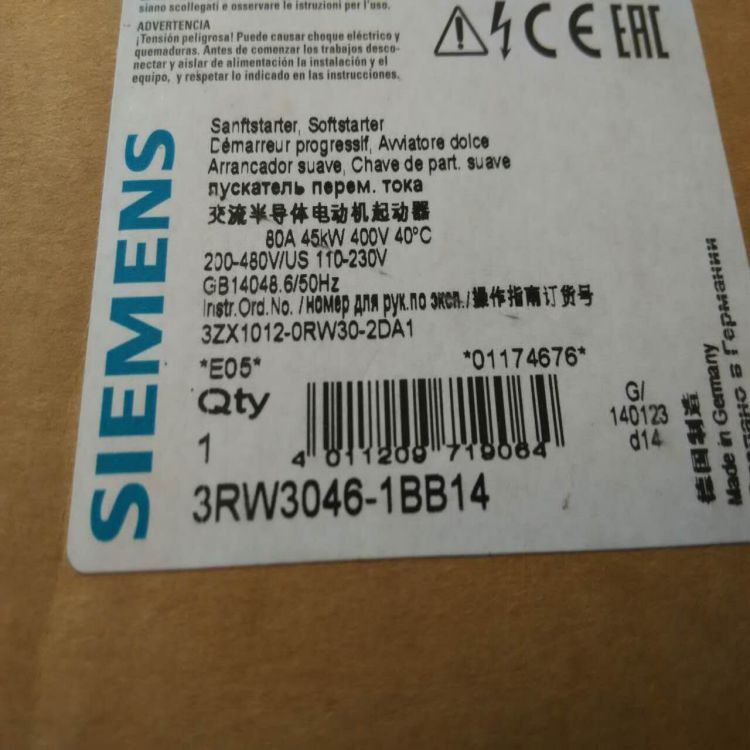 siano scollegati e osservare le istruzioni per l'uso.
ADVERTENCIA
¡Tensión peligrosa! Puede causar choque eléctrico y
quemaduras. Antes de comenzar los trabajos desco-
nectar y aislar de alimentación la instalación y el
equipo, y respetar lo indicado en las instrucciones.
CE EAC
SIEMENS
Sanftstarter, Softstarter
Démarreur progressif, Avviatore dolce
Arrancador suave, Chave de part. suave
пускатель перем. тока
交流半导体电动机起动器
80A 45kW 400V 40°C
200-480V/US 110-230V
GB14048.6/50Hz
Instr.Ord.No. /номер для рук.по эксп./操作指南订货号
3ZX1012-0RW30-2DA1
*E05* *01174676*
Qty
1
4 011209 719064
G/
140123
d14
3RW3046-1BB14
德国制造
Made in Germany
в Германии